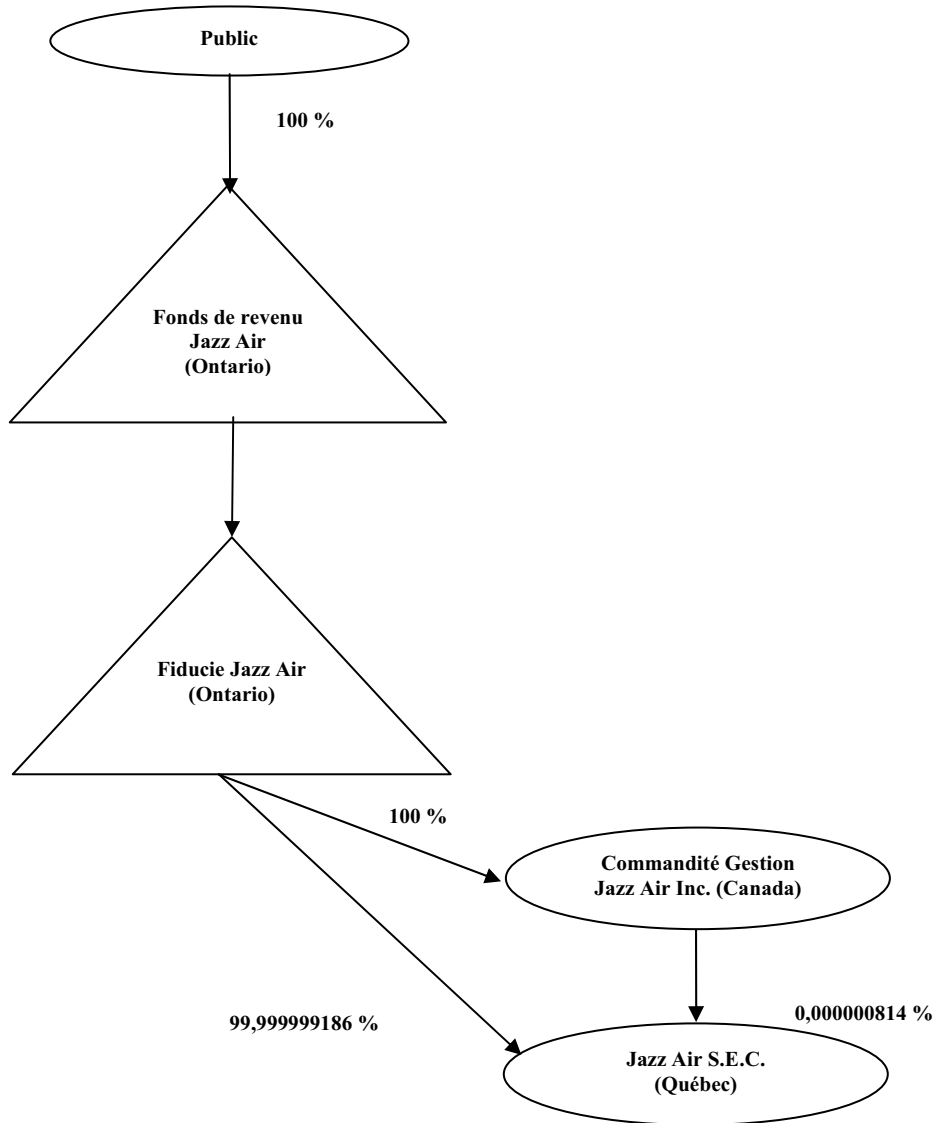 Public
100 %
Fonds de revenu
Jazz Air
(Ontario)
Fiducie Jazz Air
(Ontario)
100 %
Commandité Gestion
Jazz Air Inc. (Canada)
99,999999186 %
0,000000814 %
Jazz Air S.E.C.
(Québec)